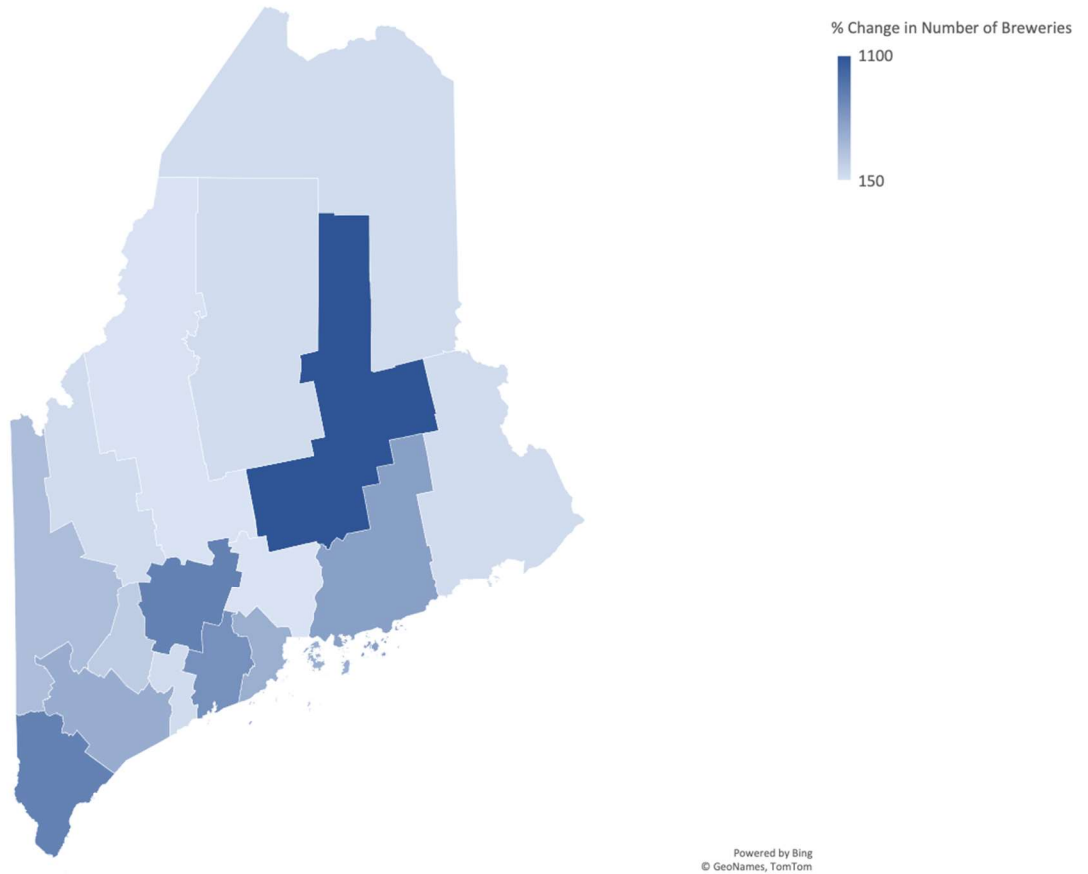 % Change in Number of Breweries
1100
150
Powered by Bing
© GeoNames, TomTom